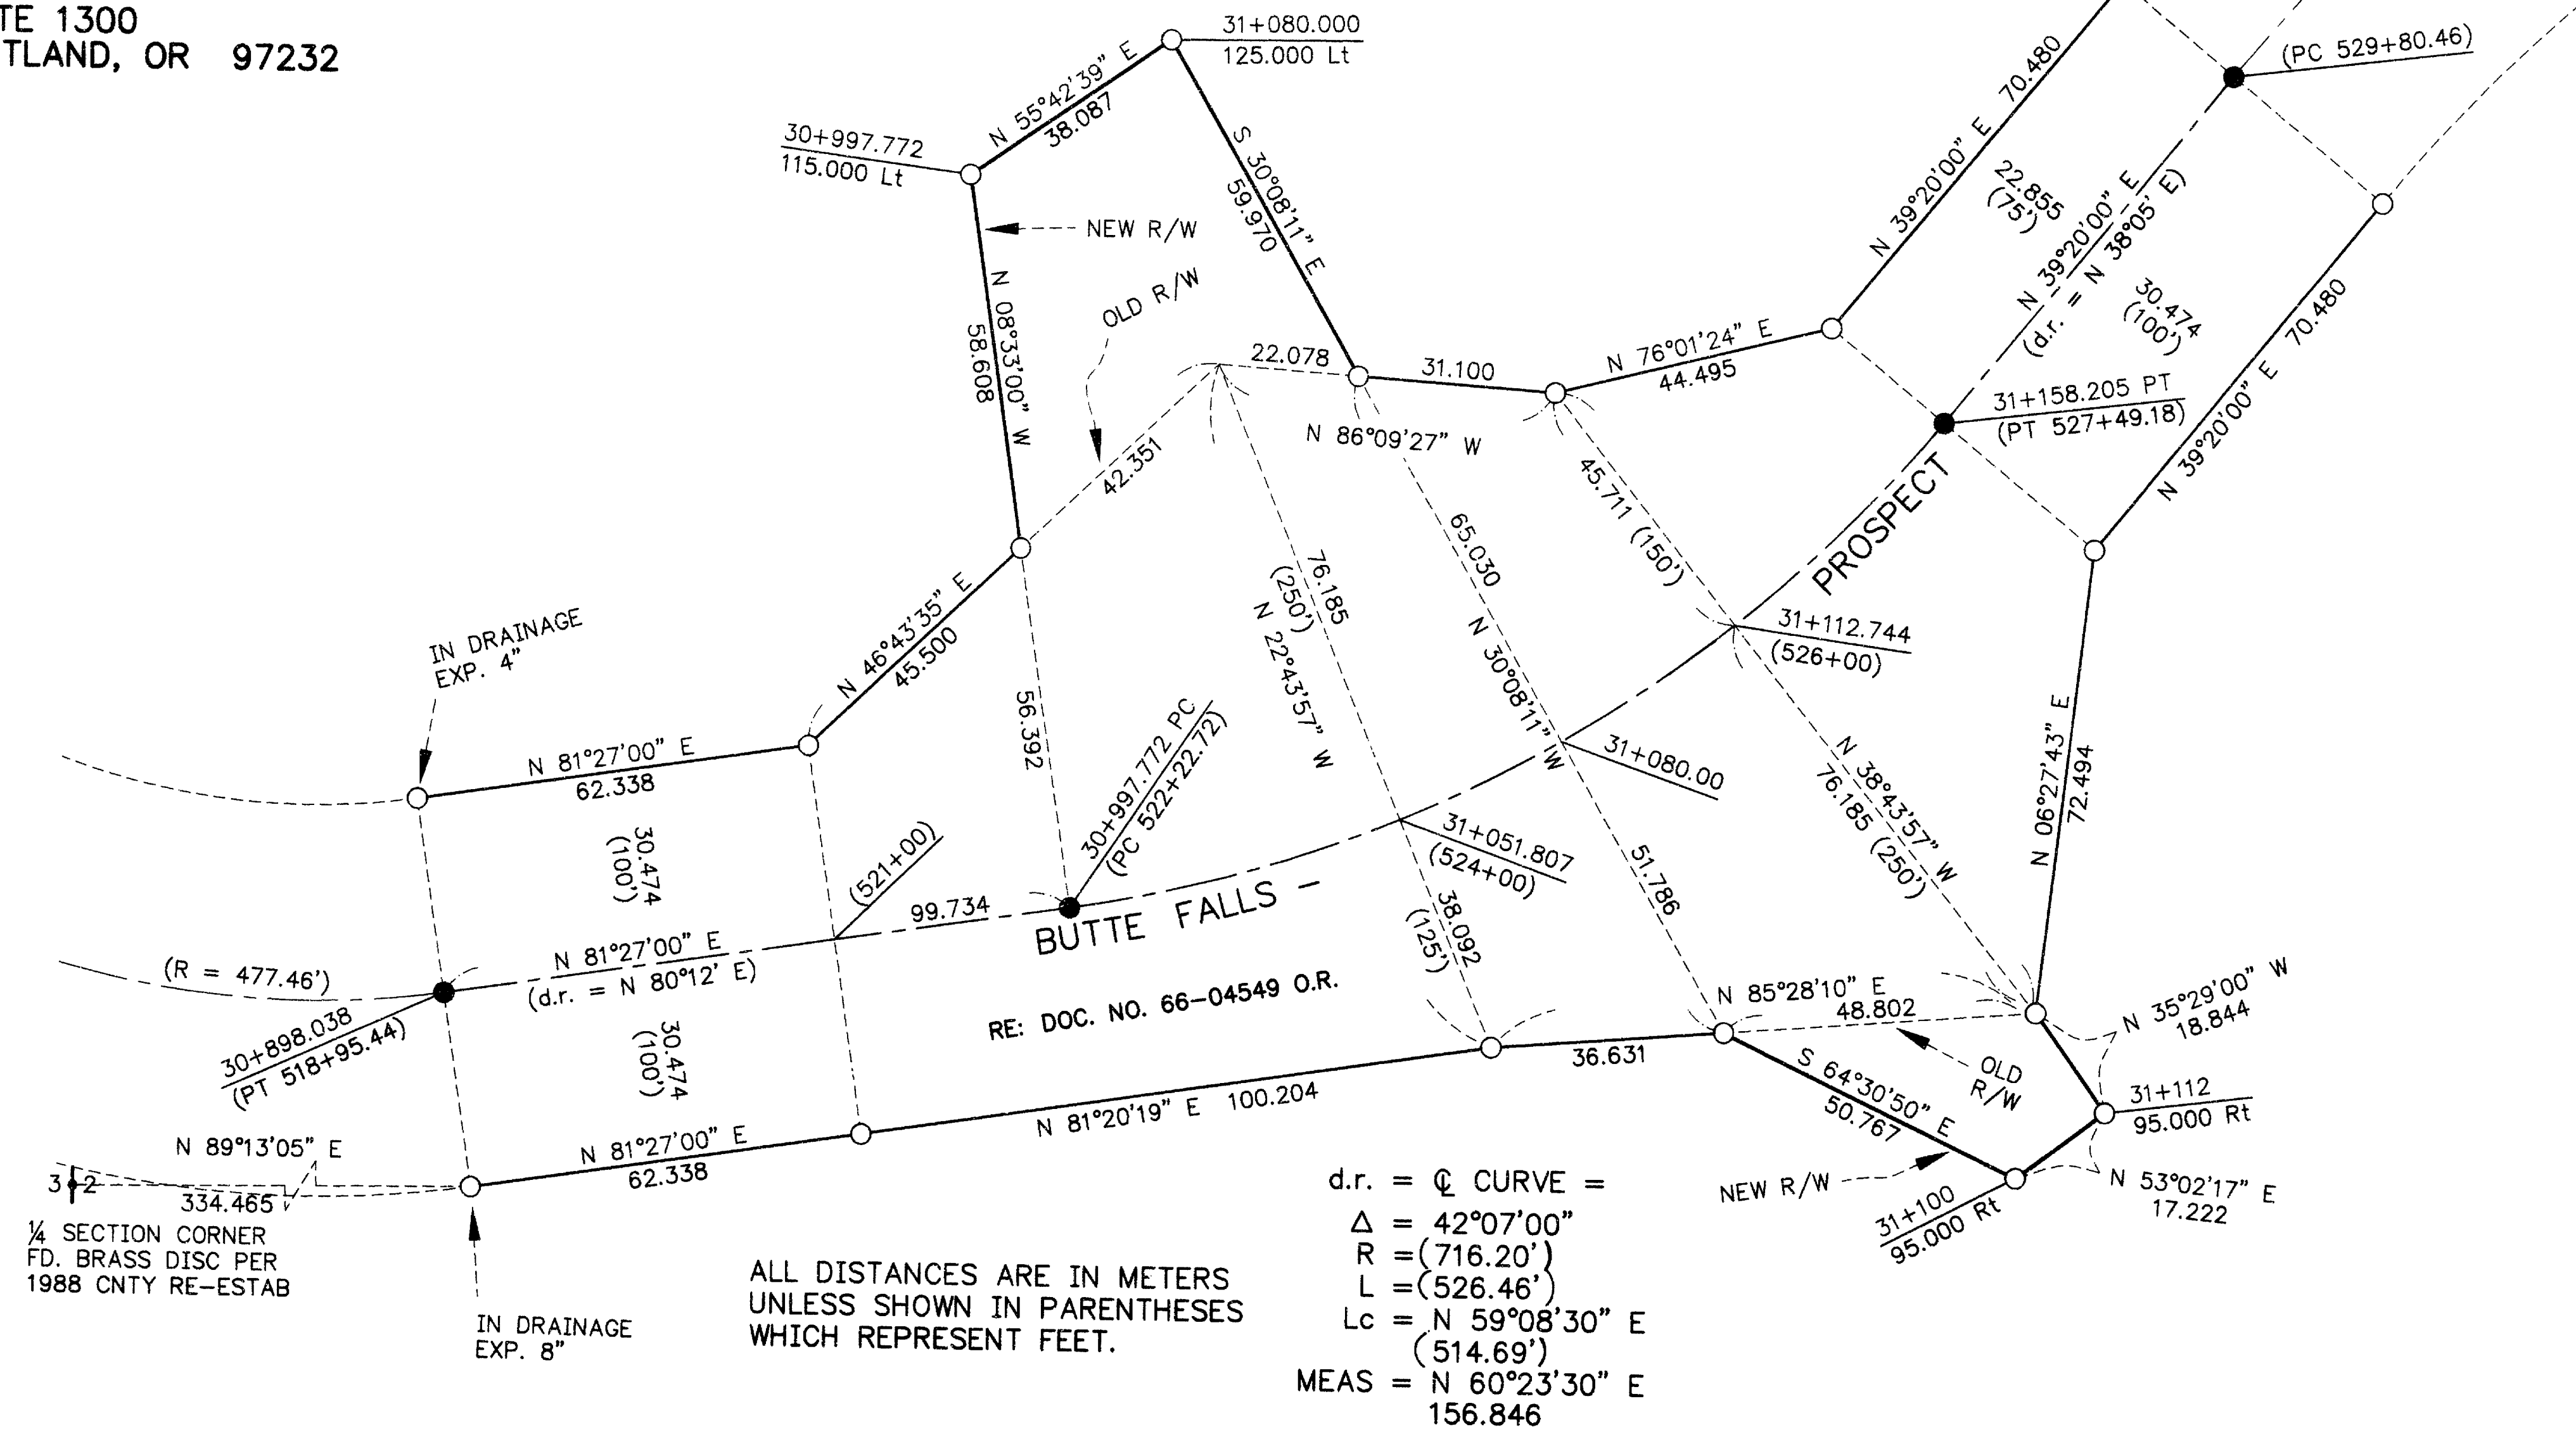 TE 1300
TLAND, OR 97232
31+080.000
125.000 Lt
N 55°42'39" E
38.087
30+997.772
115.000 Lt
NEW R/W
S 30°08'11" E
59.970
N 08°33'00" W
58.608
OLD R/W
42.351
22.078
31.100
N 86°09'27" W
N 76°01'24" E
44.495
N 39°20'00" E 70.480
(PC 529+80.46)
22.855
(75')
N 39°20'00" E
(d.r. = N 38°05' E)
30.474
(100')
N 39°20'00" E 70.480
31+158.205 PT
(PT 527+49.18)
PROSPECT
45.711 (150')
65.030
N 30°08'11" W
76.185
(250')
N 22°43'57" W
31+112.744
(526+00)
31+080.00
N 38°43'57" W
76.185 (250')
N 06°27'43" E
72.494
IN DRAINAGE
EXP. 4"
N 46°43'35" E
45.500
56.392
N 81°27'00" E
62.338
30.474
(100')
(521+00)
30+997.772 PC
(PC 522+22.72)
99.734
31+051.807
(524+00)
51.786
38.092
(125')
BUTTE FALLS -
(R = 477.46')
N 81°27'00" E
(d.r. = N 80°12' E)
RE: DOC. NO. 66-04549 O.R.
30+898.038
(PT 518+95.44)
30.474
(100')
N 85°28'10" E
48.802
N 35°29'00" W
18.844
36.631
OLD
R/W
S 64°30'50" E
50.767
31+112
95.000 Rt
N 81°20'19" E 100.204
N 81°27'00" E
62.338
N 89°13'05" E
3 2
334.465
1/4 SECTION CORNER
FD. BRASS DISC PER
1988 CNTY RE-ESTAB
NEW R/W
N 53°02'17" E
17.222
31+100
95.000 Rt
IN DRAINAGE
EXP. 8"
ALL DISTANCES ARE IN METERS
UNLESS SHOWN IN PARENTHESES
WHICH REPRESENT FEET.
d.r. = ℄ CURVE =
Δ = 42°07'00"
R =(716.20')
L =(526.46')
Lc = N 59°08'30" E
(514.69')
MEAS = N 60°23'30" E
156.846